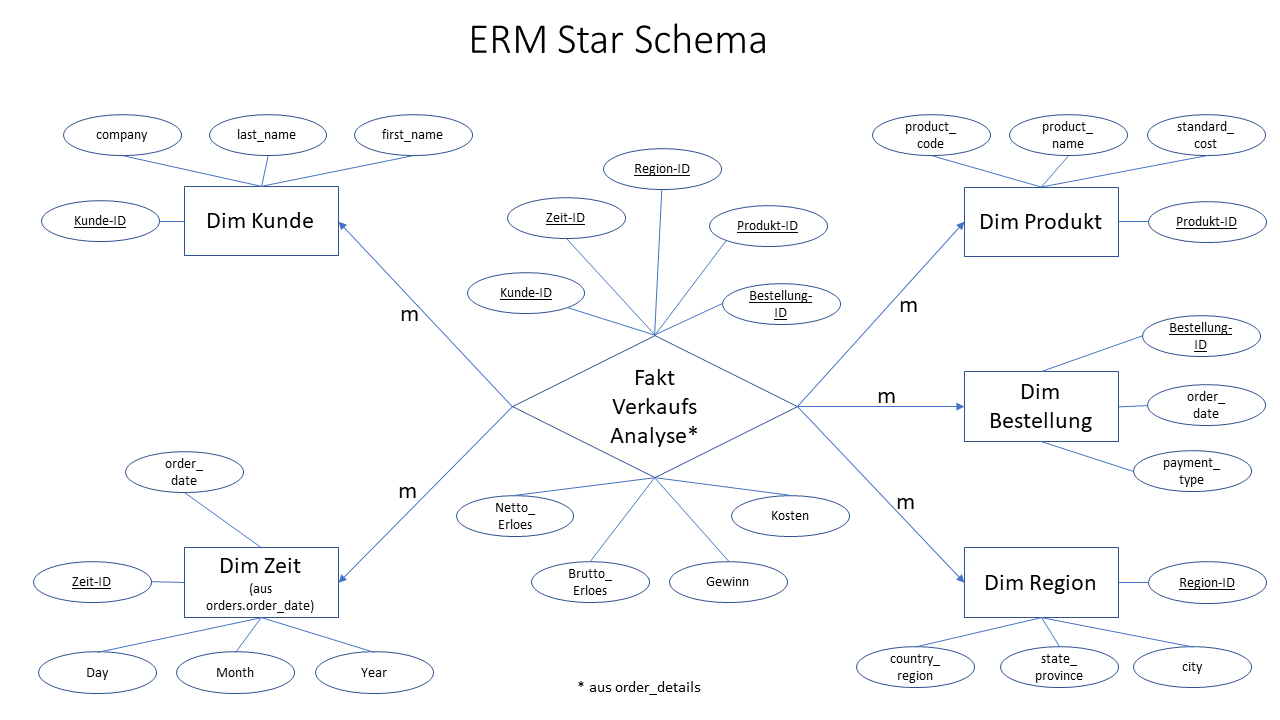 ERM Star Schema
company
last_name
first_name
Kunde-ID
Dim Kunde
Region-ID
Zeit-ID
Produkt-ID
Kunde-ID
Bestellung-
ID
product_
code
product_
name
standard_
cost
Dim Produkt
Produkt-ID
m
m
Fakt
Verkaufs
Analyse*
m
Dim
Bestellung
Bestellung-
ID
order_
date
payment_
type
m
m
order_
date
Zeit-ID
Dim Zeit
(aus
orders.order_date)
Day
Month
Year
Netto_
Erloes
Brutto_
Erloes
Gewinn
Kosten
Dim Region
Region-ID
country_
region
state_
province
city
* aus order_details